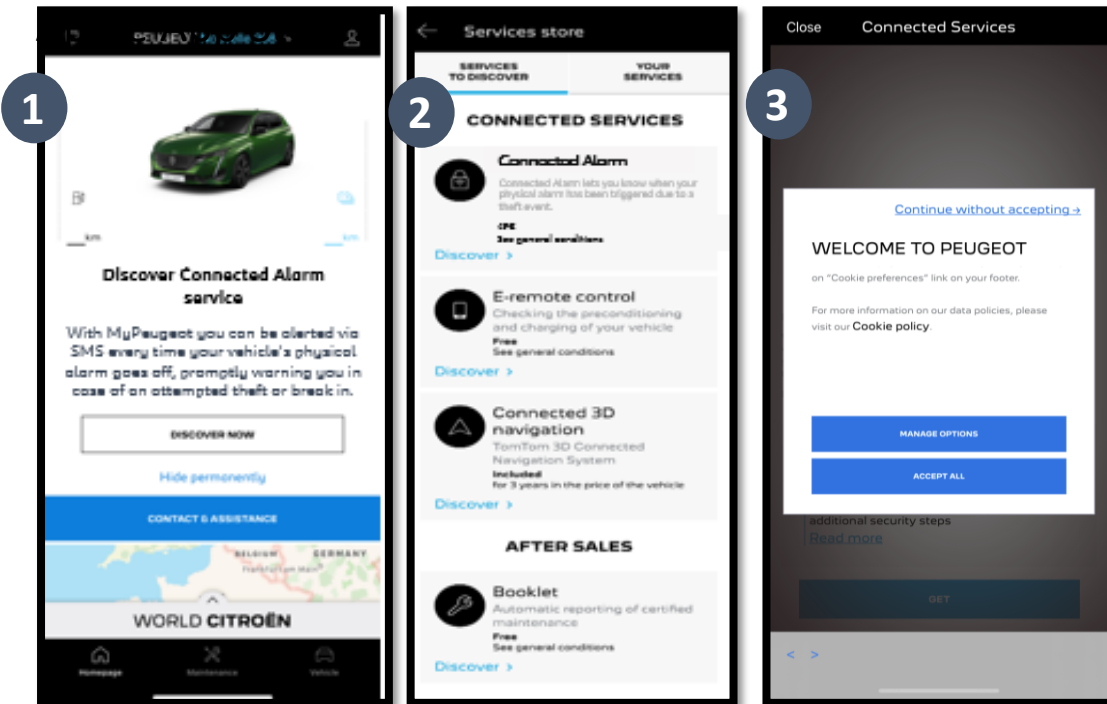 1
km
km
Discover Connected Alarm
service
With MyPeugeot you can be alerted via
SMS every time your vehicle's physical
alarm goes off, promptly warning you in
case of an attempted theft or break in.
DISCOVER NOW
Hide permanently
CONTACT & ASSISTANCE
BELGIUM
GERMANY
Frankfurt am Main
WORLD CITROËN
Homepage
Maintenance
Vehicle
2
Services store
SERVICES
TO DISCOVER
YOUR
SERVICES
CONNECTED SERVICES
Connected Alarm
Connected Alarm lets you know when your
physical alarm has been triggered due to a
theft event.
See general conditions
Discover >
E-remote control
Checking the preconditioning
and charging of your vehicle
Free
See general conditions
Discover >
Connected 3D
navigation
TomTom 3D Connected
Navigation System
Included
for 3 years in the price of the vehicle
Discover >
AFTER SALES
Booklet
Automatic reporting of certified
maintenance
Free
See general conditions
Discover >
3
Close
Connected Services
Continue without accepting →
WELCOME TO PEUGEOT
on "Cookie preferences" link on your footer.
For more information on our data policies, please
visit our Cookie policy.
MANAGE OPTIONS
ACCEPT ALL
additional security steps
Read more
GET
< >